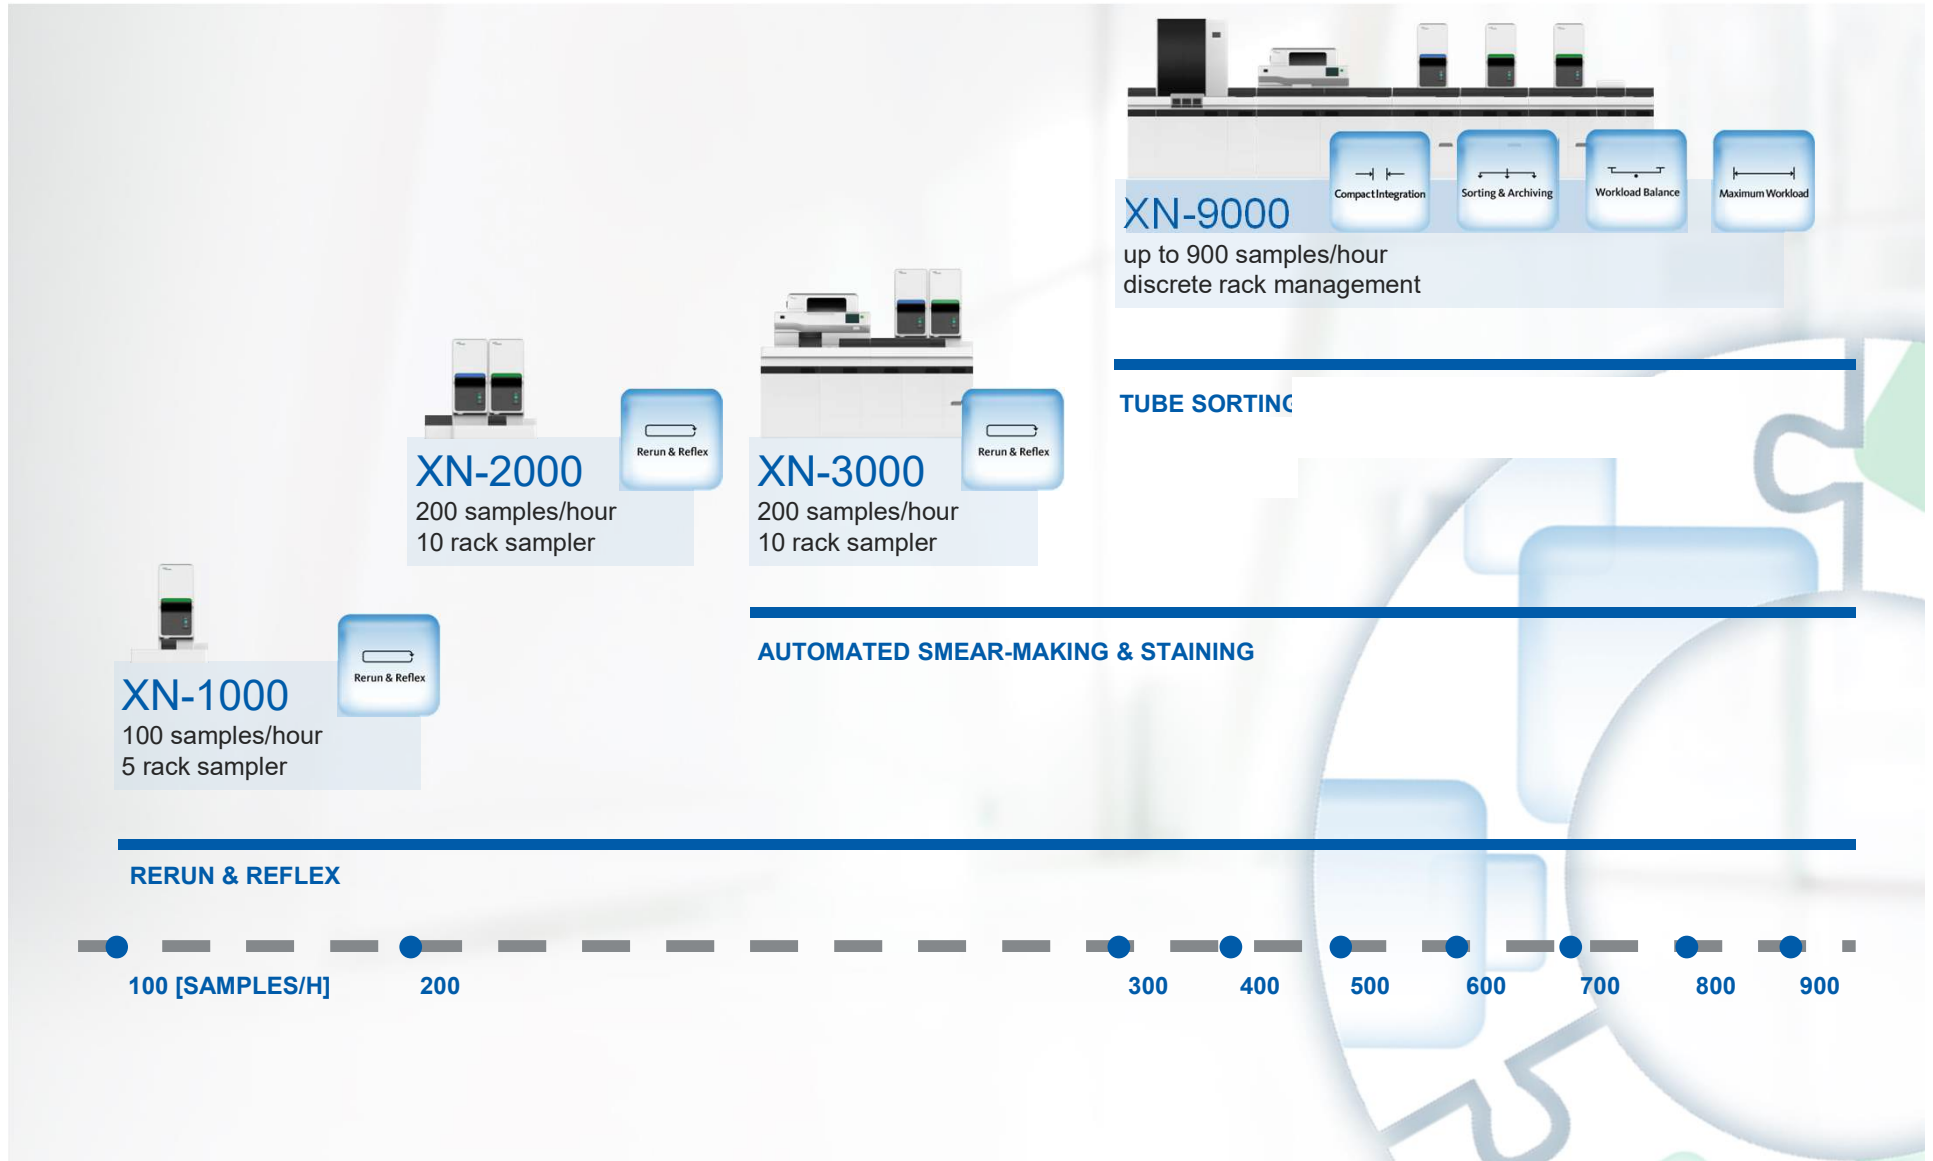 Compact Integration
Sorting & Archiving
Workload Balance
Maximum Workload
XN-9000
up to 900 samples/hour
discrete rack management
TUBE SORTING
Rerun & Reflex
XN-2000
200 samples/hour
10 rack sampler
Rerun & Reflex
XN-3000
200 samples/hour
10 rack sampler
AUTOMATED SMEAR-MAKING & STAINING
Rerun & Reflex
XN-1000
100 samples/hour
5 rack sampler
RERUN & REFLEX
100 [SAMPLES/H]
200
300
400
500
600
700
800
900